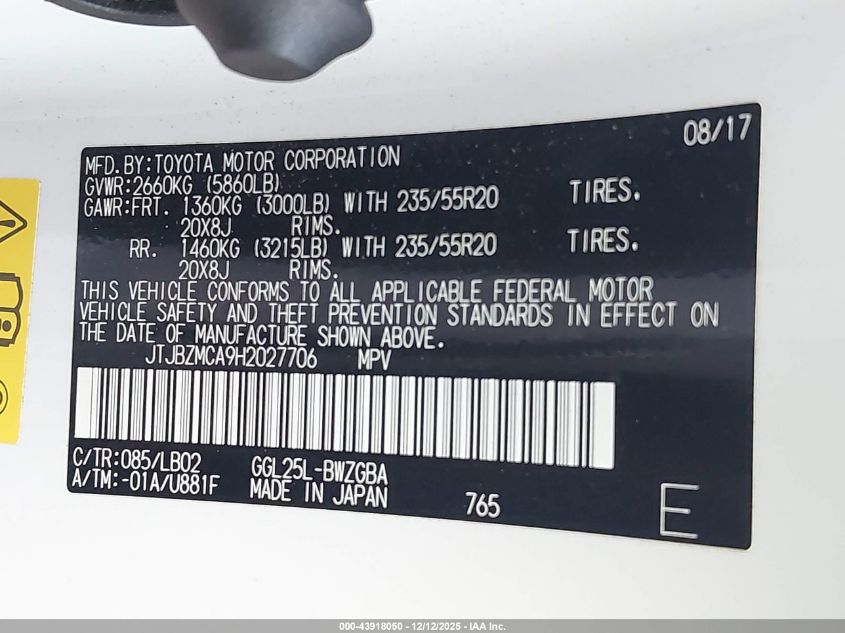 08/17
MFD.BY:TOYOTA MOTOR CORPORATION
GVWR:2660KG (5860LB)
GAWR:FRT. 1360KG (3000LB) WITH 235/55R20 TIRES.
20X8J RIMS.
RR. 1460KG (3215LB) WITH 235/55R20 TIRES.
20X8J RIMS.
THIS VEHICLE CONFORMS TO ALL APPLICABLE FEDERAL MOTOR
VEHICLE SAFETY AND THEFT PREVENTION STANDARDS IN EFFECT ON
THE DATE OF MANUFACTURE SHOWN ABOVE.
JTJBZMCA9H2027706 MPV
C/TR:085/LB02 GGL25L-BWZGBA
A/TM:-01A/U881F MADE IN JAPAN 765 E
000-43918050 - 12/12/2025 - IAA Inc.